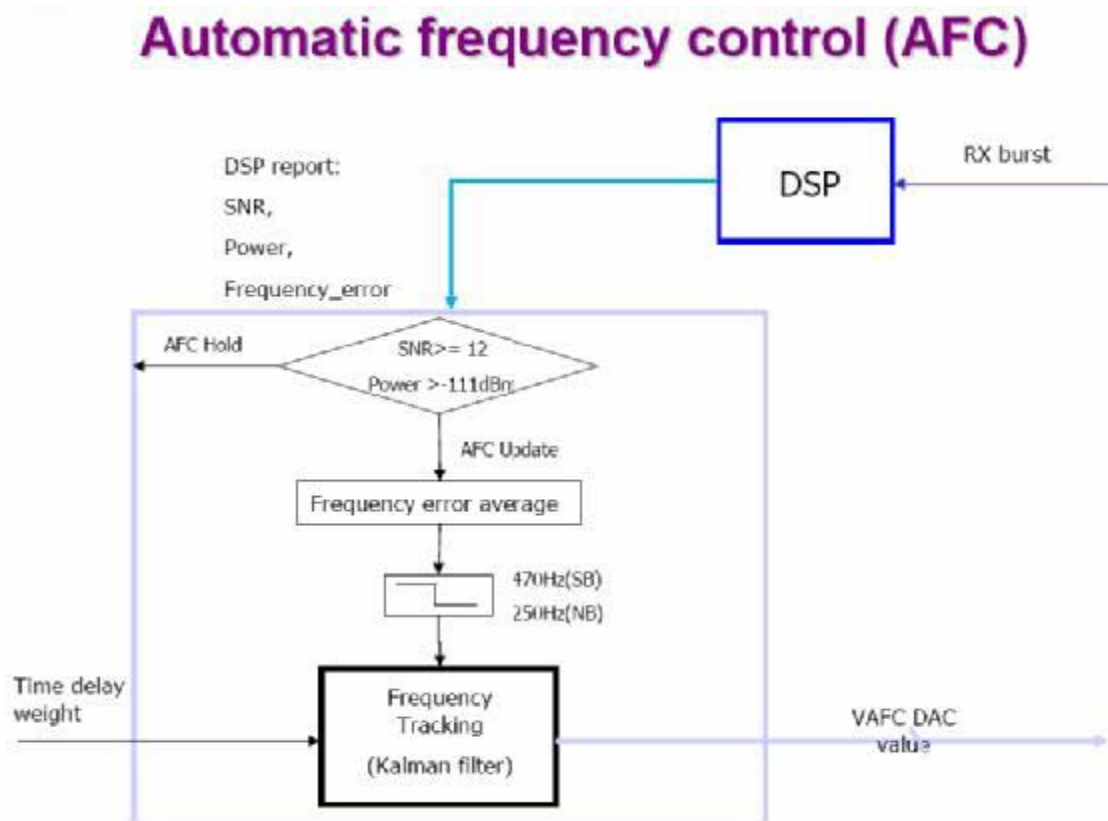 Automatic frequency control (AFC)
DSP report:
SNR,
Power,
Frequency_error
DSP
RX burst
AFC Hold
SNR>= 12
Power >-111dBm
AFC Update
Frequency error average
470Hz(SB)
250Hz(NB)
Time delay
weight
Frequency
Tracking
(Kalman filter)
VAFC DAC
value